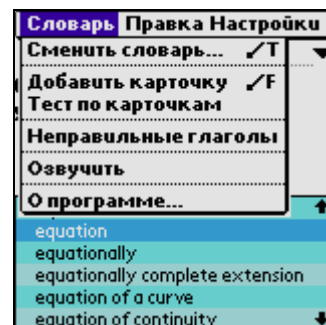 Словарь Правка Настройки
Сменить словарь... /T
Добавить карточку /F
Тест по карточкам
Неправильные глаголы
Озвучить
О программе...
equation
equationally
equationally complete extension
equation of a curve
equation of continuity